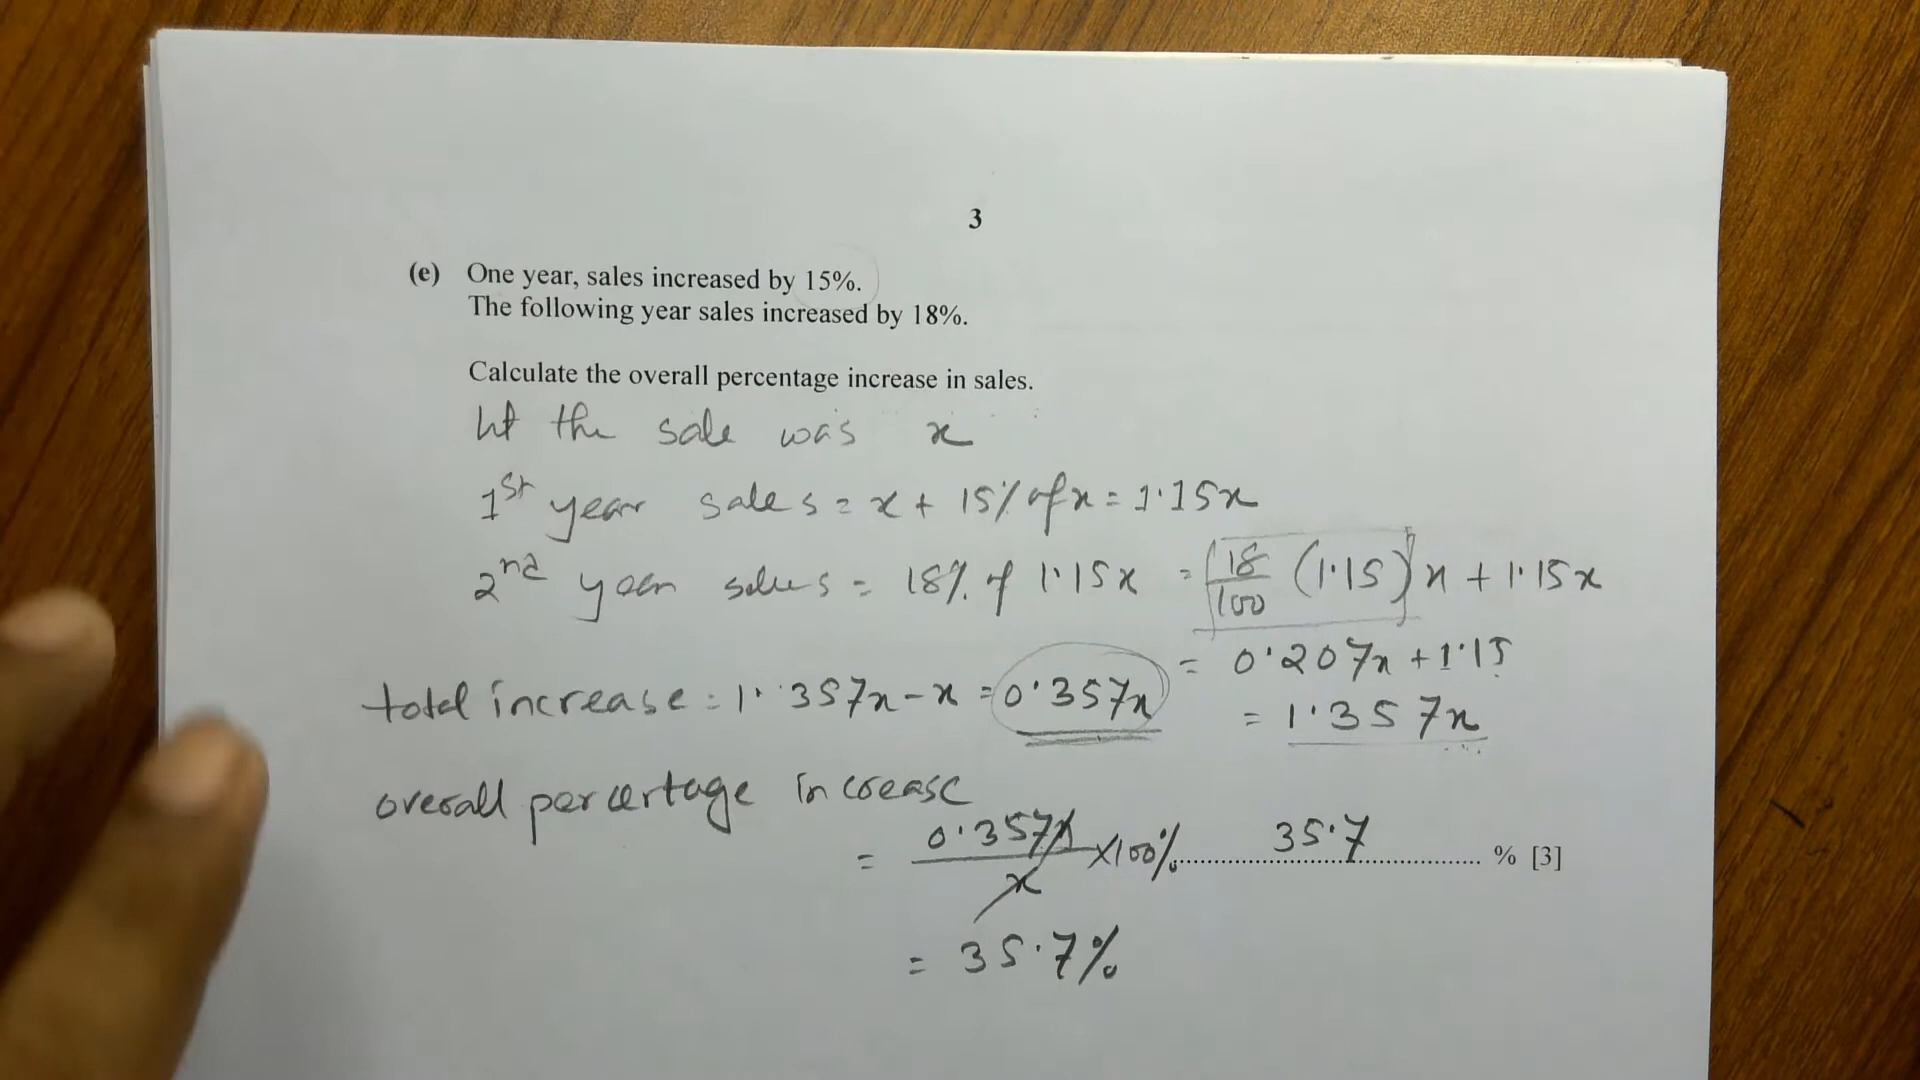 3
(e) One year, sales increased by 15%.
The following year sales increased by 18%.
Calculate the overall percentage increase in sales.
let the sale was x
1st year sales = x + 15% of x = 1.15x
2nd year sales = 18% of 1.15x = (18/100 (1.15)) x + 1.15x
= 0.207x + 1.15
= 1.357x
total increase = 1.357x - x = 0.357x
overall percentage increase
= 0.357x/x ×100% .......... 35.7 .......... % [3]
= 35.7%